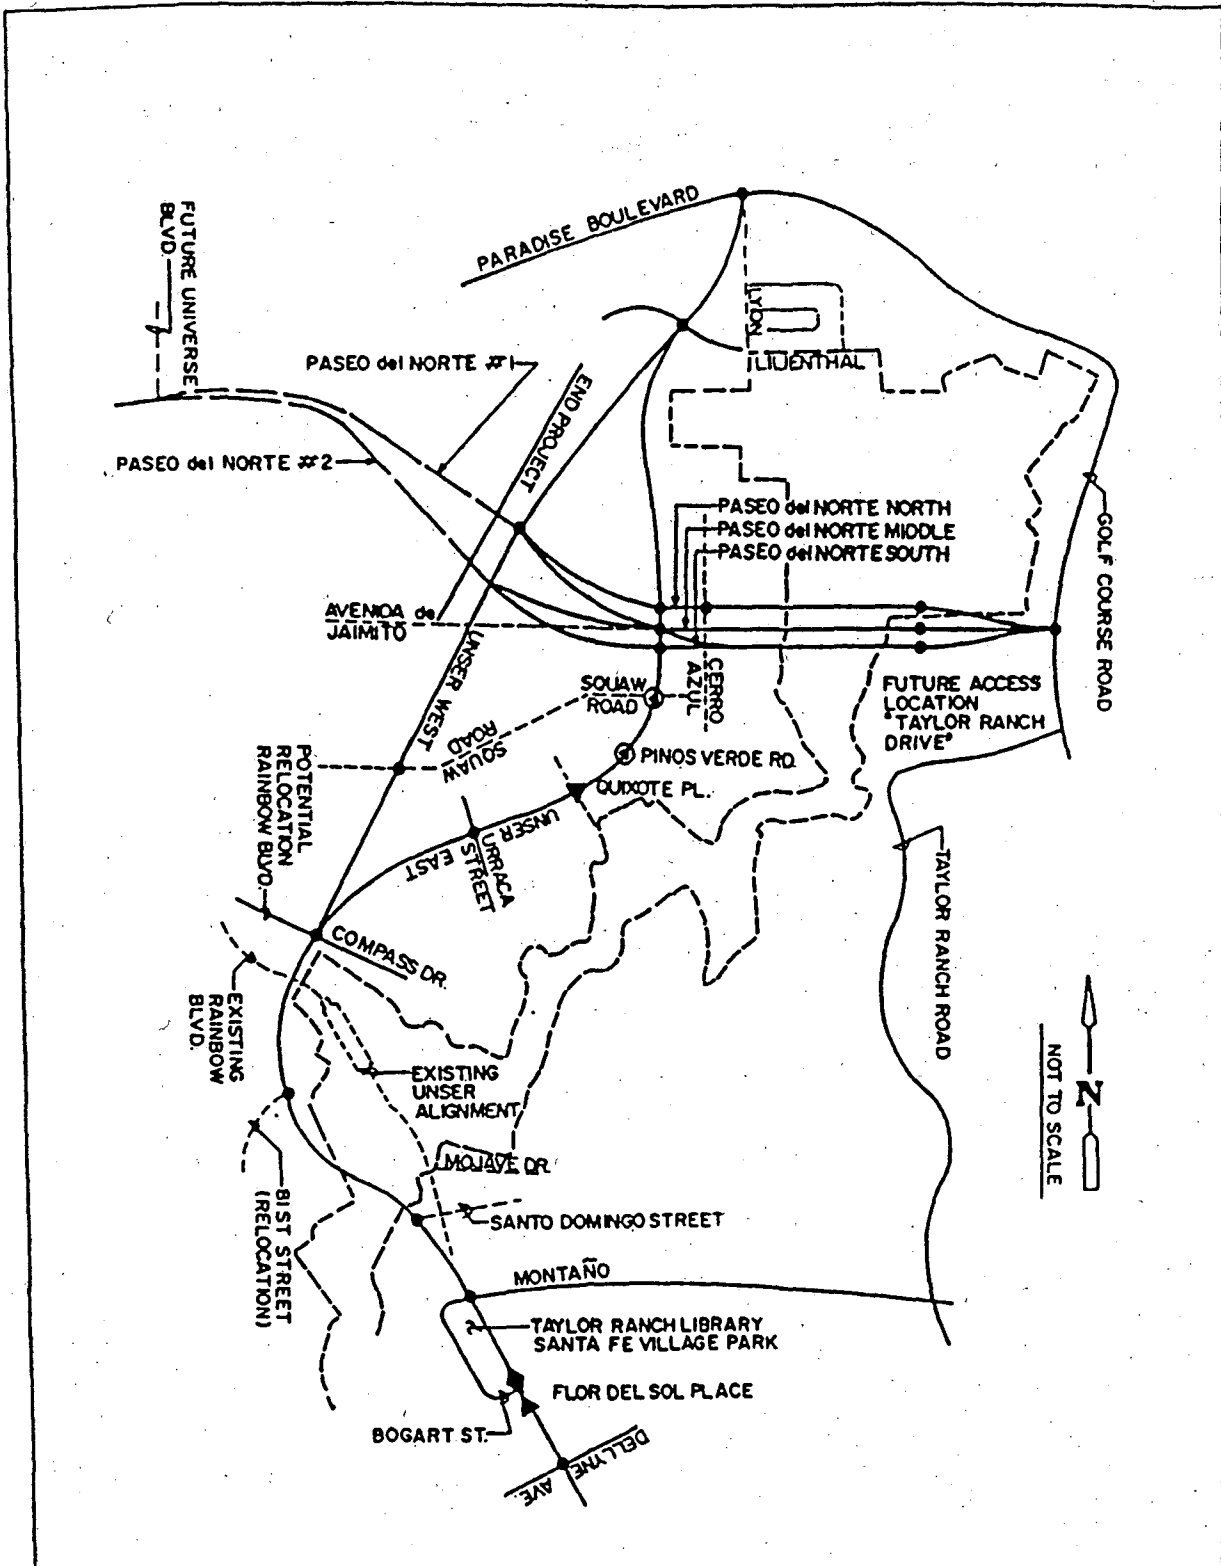 PARADISE BOULEVARD
FUTURE UNIVERSE
BLVD.
LYON
LILIENTHAL
PASEO del NORTE #1
END PROJECT
PASEO del NORTE #2
PASEO del NORTE NORTH
PASEO del NORTE MIDDLE
PASEO del NORTE SOUTH
GOLF COURSE ROAD
AVENIDA de
JAIMITO
UNSER WEST
SQUAW
ROAD
CERRO
AZUL
FUTURE ACCESS
LOCATION
"TAYLOR RANCH
DRIVE"
SQUAW
ROAD
PINOS VERDE RD.
QUIXOTE PL.
POTENTIAL
RELOCATION
RAINBOW BLVD.
UNSER
EAST
URRACA
STREET
TAYLOR RANCH ROAD
COMPASS DR.
EXISTING
RAINBOW
BLVD.
EXISTING
UNSER
ALIGNMENT
N
NOT TO SCALE
MOJAVE DR.
81ST STREET
(RELOCATION)
SANTO DOMINGO STREET
MONTAÑO
TAYLOR RANCH LIBRARY
SANTA FE VILLAGE PARK
FLOR DEL SOL PLACE
BOGART ST.
DELLYNE
AVE.